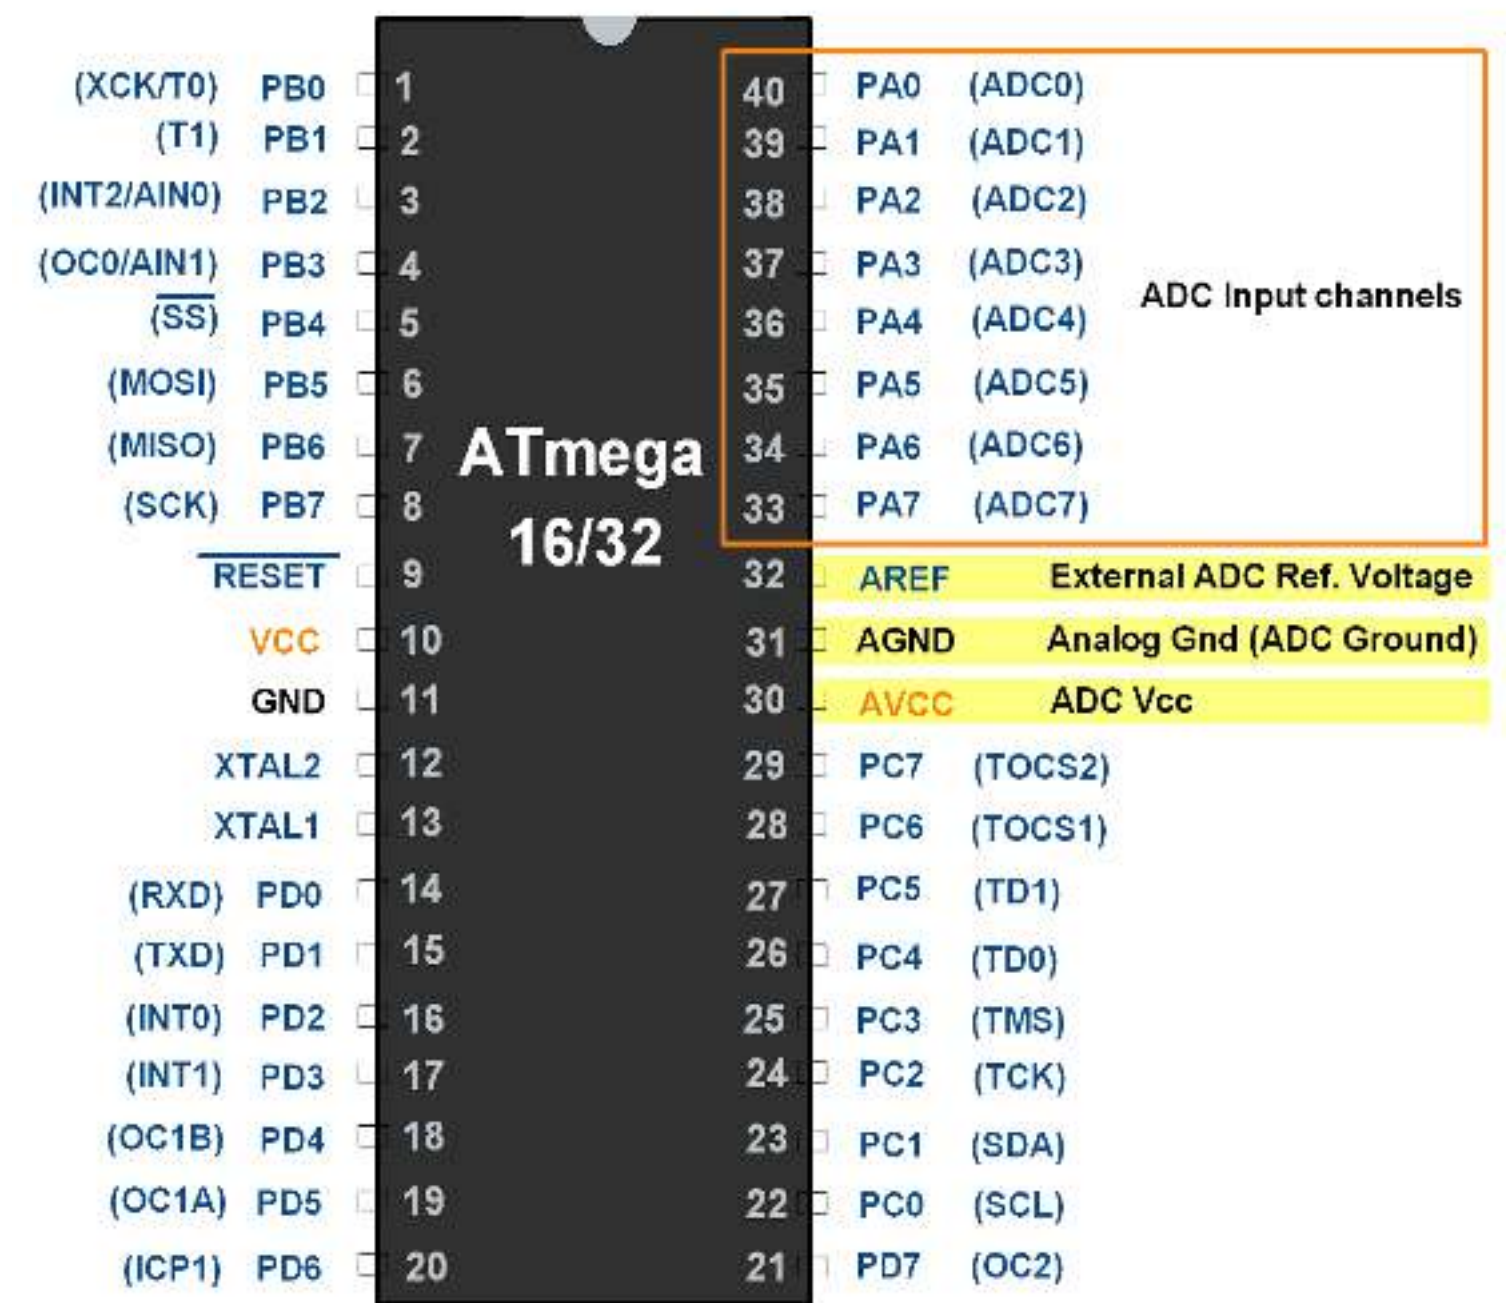 (XCK/T0) PB0 1 40 PA0 (ADC0)
(T1) PB1 2 39 PA1 (ADC1)
(INT2/AIN0) PB2 3 38 PA2 (ADC2)
(OC0/AIN1) PB3 4 37 PA3 (ADC3)
ADC Input channels
(SS) PB4 5 36 PA4 (ADC4)
(MOSI) PB5 6 35 PA5 (ADC5)
(MISO) PB6 7 34 PA6 (ADC6)
ATmega
(SCK) PB7 8 33 PA7 (ADC7)
16/32
RESET 9 32 AREF External ADC Ref. Voltage
VCC 10 31 AGND Analog Gnd (ADC Ground)
GND 11 30 AVCC ADC Vcc
XTAL2 12 29 PC7 (TOCS2)
XTAL1 13 28 PC6 (TOCS1)
(RXD) PD0 14 27 PC5 (TD1)
(TXD) PD1 15 26 PC4 (TD0)
(INT0) PD2 16 25 PC3 (TMS)
(INT1) PD3 17 24 PC2 (TCK)
(OC1B) PD4 18 23 PC1 (SDA)
(OC1A) PD5 19 22 PC0 (SCL)
(ICP1) PD6 20 21 PD7 (OC2)